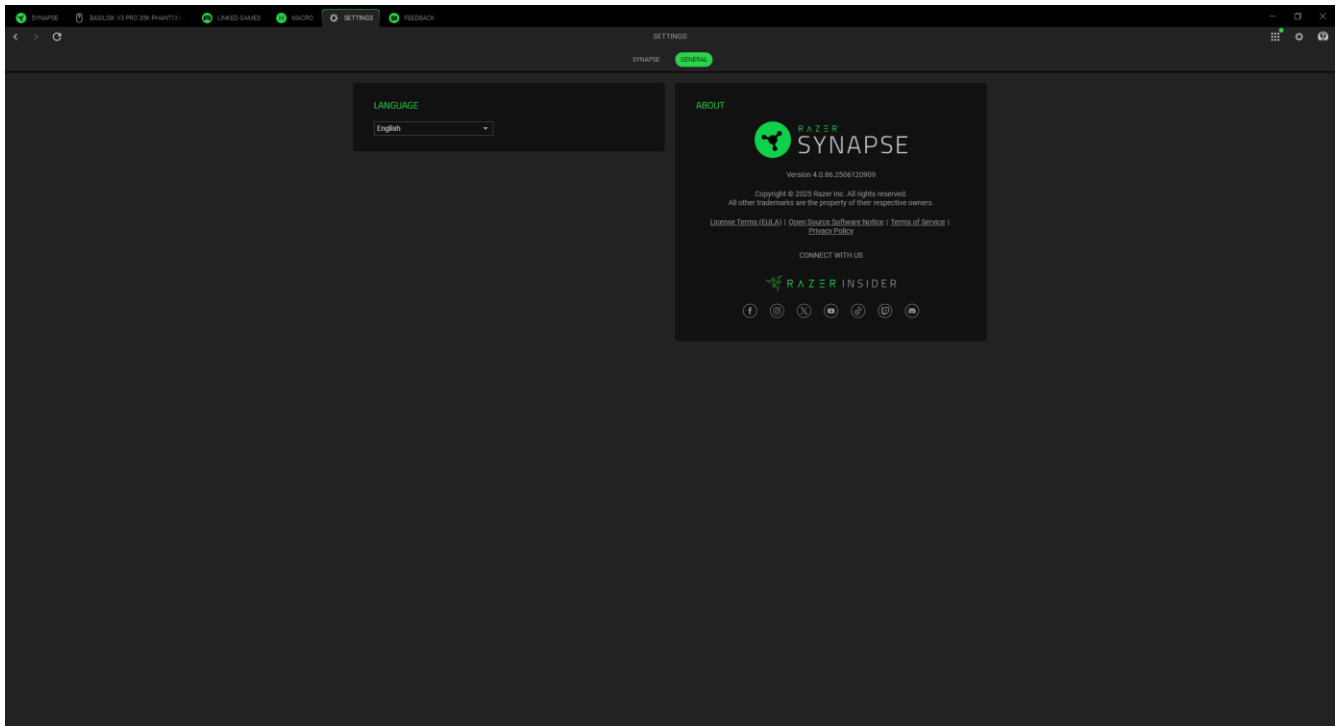 SYNAPSE
BASILISK V3 PRO 35K PHANTOM
LINKED GAMES
MACRO
SETTINGS
FEEDBACK
SETTINGS
SYNAPSE
GENERAL
LANGUAGE
English
ABOUT
RAZER
SYNAPSE
Version 4.0.86.2506120909
Copyright © 2025 Razer Inc. All rights reserved.
All other trademarks are the property of their respective owners.
License Terms (EULA) | Open Source Software Notice | Terms of Service |
Privacy Policy
CONNECT WITH US
RAZER INSIDER